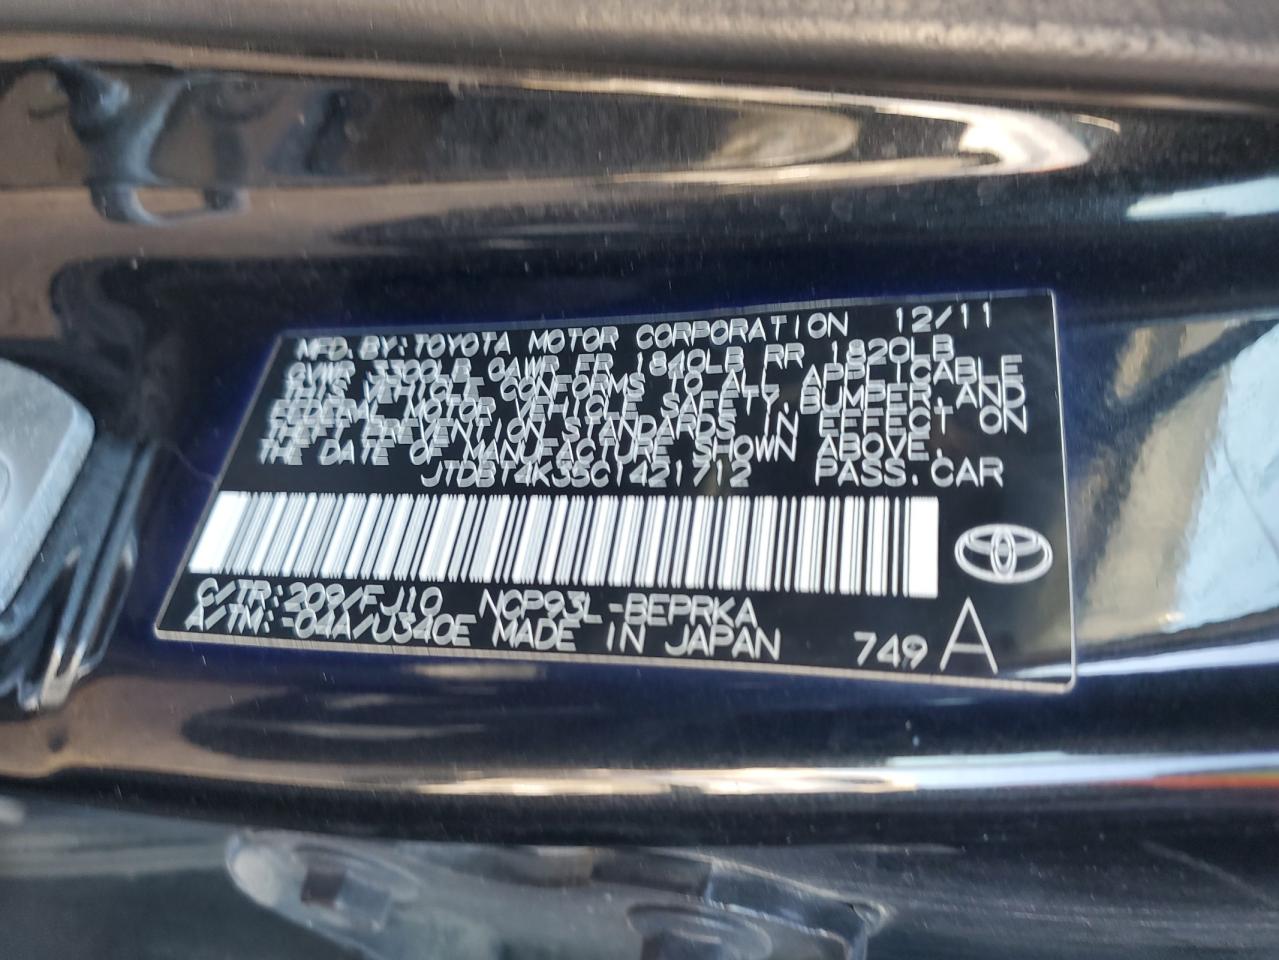 MFD. BY: TOYOTA MOTOR CORPORATION 12/11
GVWR 3300LB GAWR FR 1840LB RR 1820LB
THIS VEHICLE CONFORMS TO ALL APPLICABLE
FEDERAL MOTOR VEHICLE SAFETY, BUMPER, AND
THEFT PREVENTION STANDARDS IN EFFECT ON
THE DATE OF MANUFACTURE SHOWN ABOVE.
JTDBT4K35C1421712 PASS. CAR
C/TR: 209/FJ10 NCP93L-BEPRKA
A/TM: -04A/U340E MADE IN JAPAN 749 A